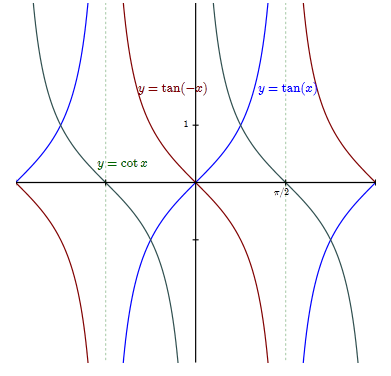 y = tan(−x)
y = tan(x)
1
y = cot x
π/2